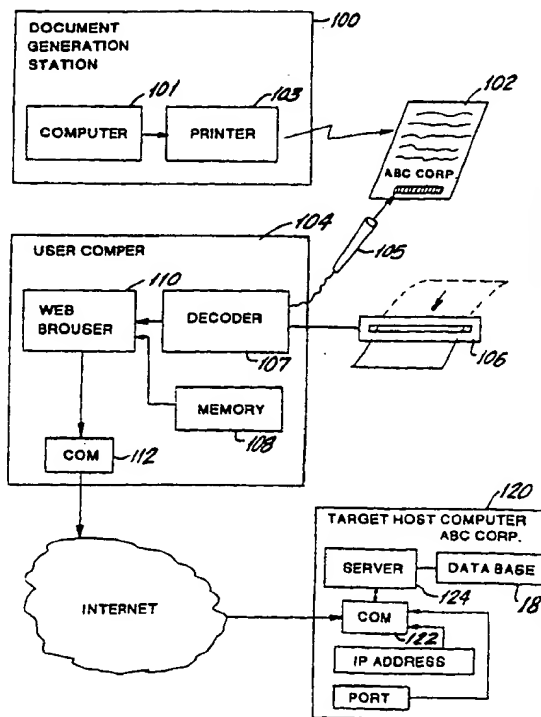 DOCUMENT
GENERATION
STATION
100
101
COMPUTER
103
PRINTER
102
ABC CORP.
104
USER COMPER
105
110
WEB
BROUSER
DECODER
107
106
MEMORY
108
COM
112
INTERNET
120
TARGET HOST COMPUTER
ABC CORP.
SERVER
124
DATA BASE
18
COM
122
IP ADDRESS
PORT